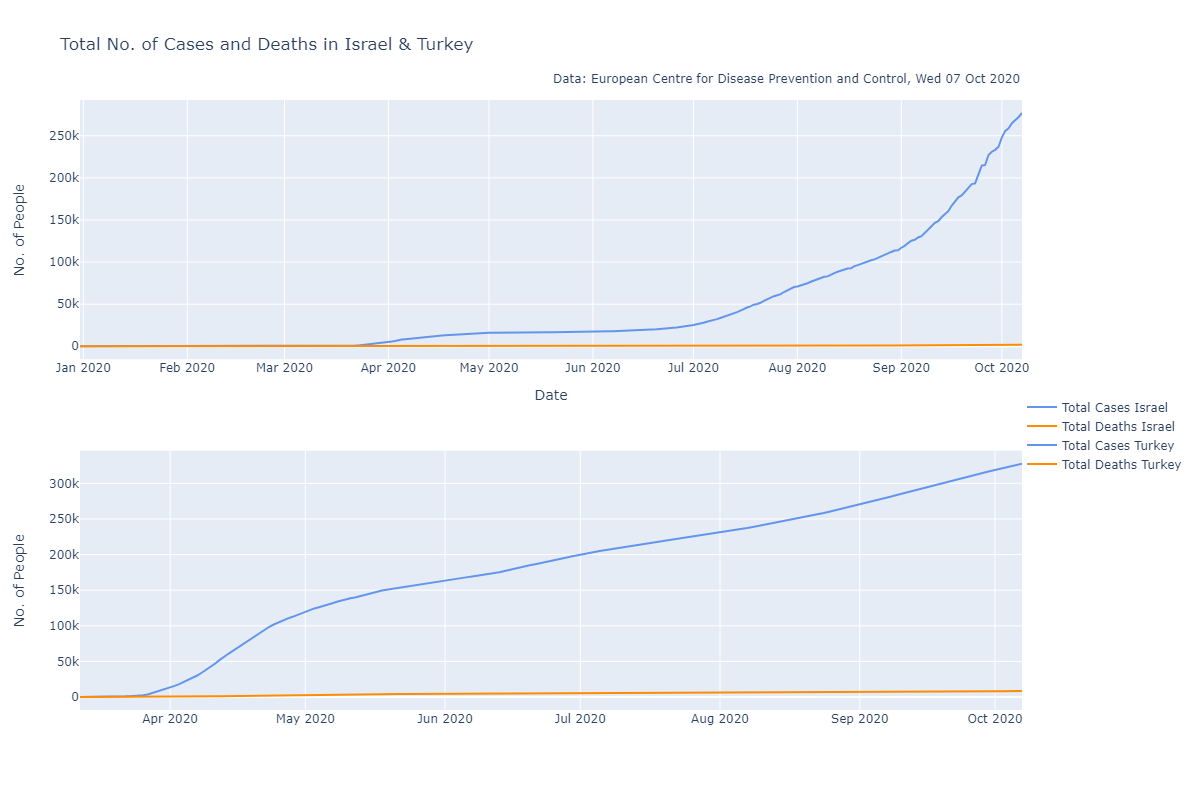 Total No. of Cases and Deaths in Israel & Turkey
Data: European Centre for Disease Prevention and Control, Wed 07 Oct 2020
No. of People
250k
200k
150k
100k
50k
0
Jan 2020 Feb 2020 Mar 2020 Apr 2020 May 2020 Jun 2020 Jul 2020 Aug 2020 Sep 2020 Oct 2020
Date
Total Cases Israel
Total Deaths Israel
Total Cases Turkey
Total Deaths Turkey
No. of People
300k
250k
200k
150k
100k
50k
0
Apr 2020 May 2020 Jun 2020 Jul 2020 Aug 2020 Sep 2020 Oct 2020